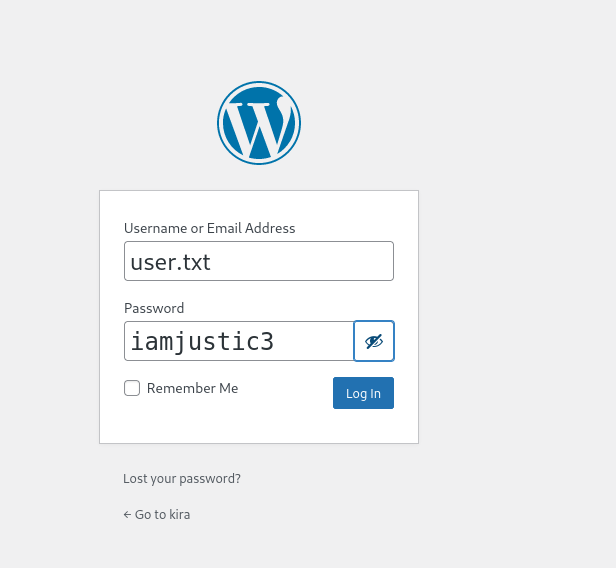 Username or Email Address
user.txt
Password
iamjustic3
Remember Me
Log In
Lost your password?
← Go to kira